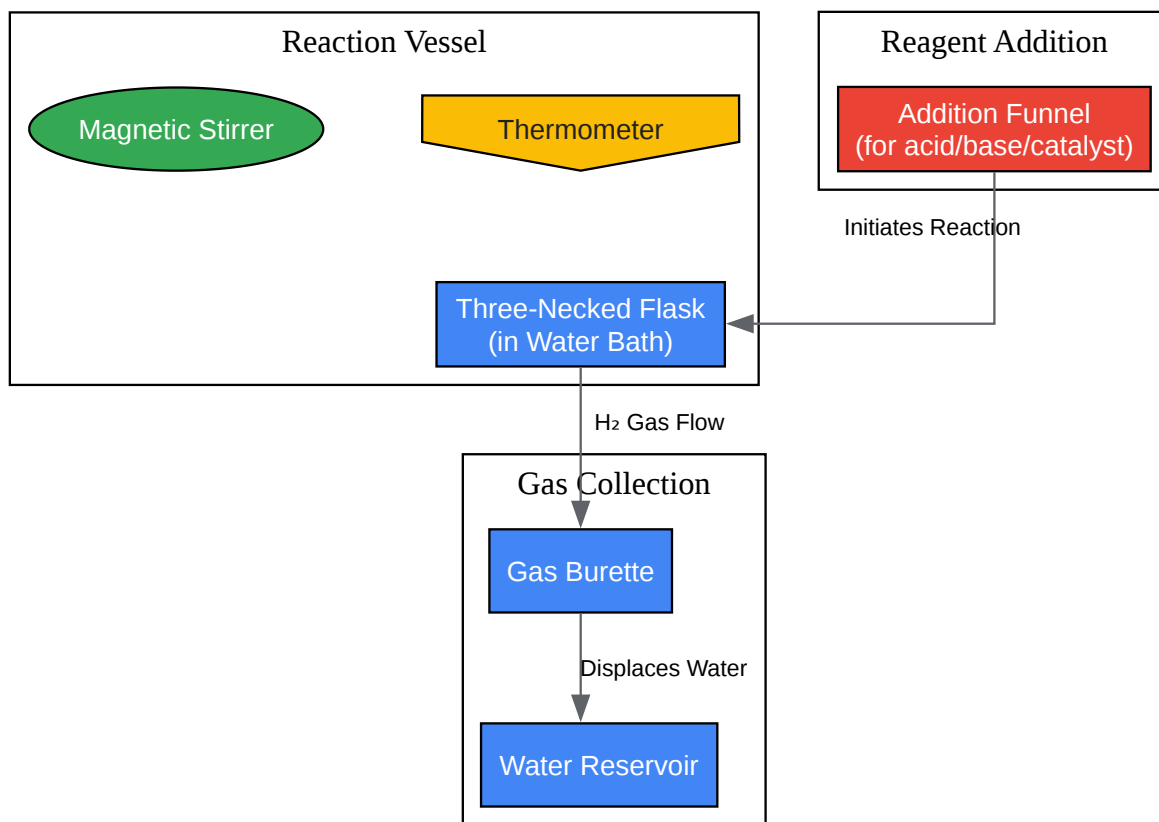 Reaction Vessel
Magnetic Stirrer
Thermometer
Reagent Addition
Addition Funnel
(for acid/base/catalyst)
Initiates Reaction
Three-Necked Flask
(in Water Bath)
H₂ Gas Flow
Gas Collection
Gas Burette
Displaces Water
Water Reservoir